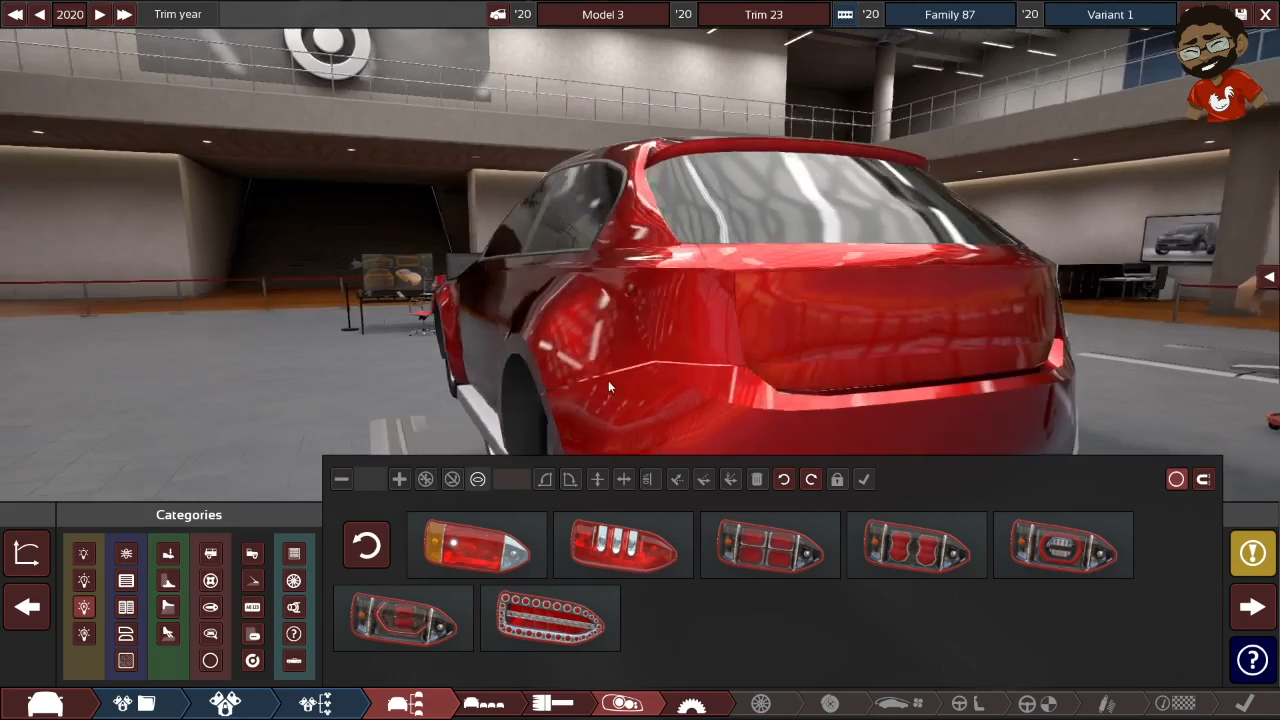 2020
Trim year
'20
Model 3
'20
Trim 23
'20
Family 87
'20
Variant 1
Categories